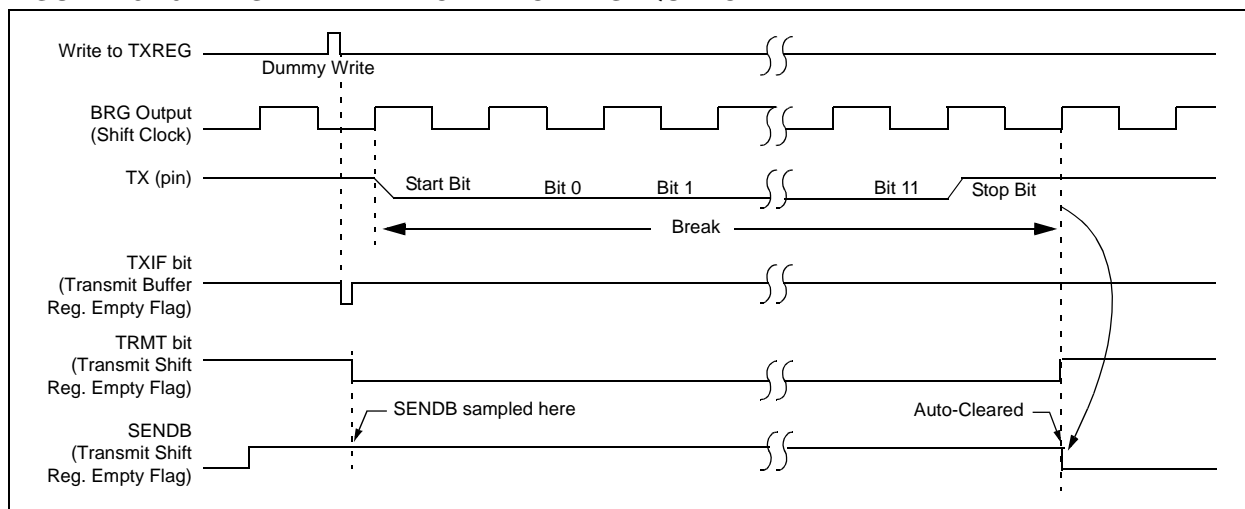 Write to TXREG
Dummy Write
BRG Output
(Shift Clock)
TX (pin)
Start Bit
Bit 0
Bit 1
Bit 11
Stop Bit
Break
TXIF bit
(Transmit Buffer
Reg. Empty Flag)
TRMT bit
(Transmit Shift
Reg. Empty Flag)
SENDB sampled here
Auto-Cleared
SENDB
(Transmit Shift
Reg. Empty Flag)